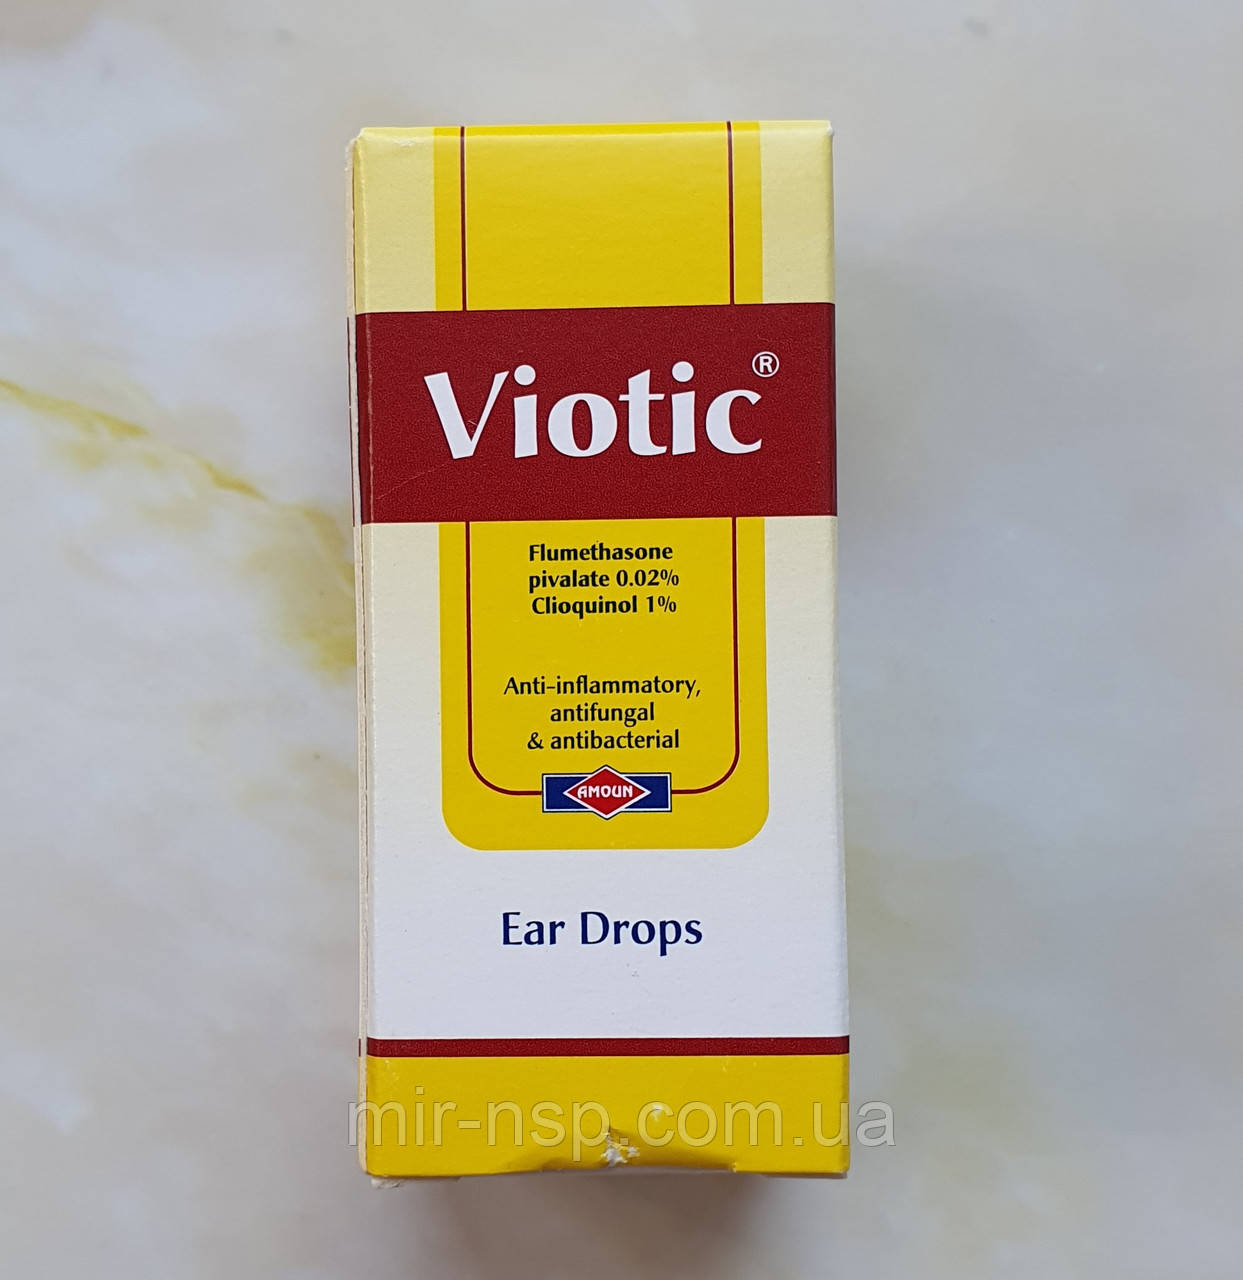 Viotic®
Flumethasone
pivalate 0.02%
Clioquinol 1%
Anti-inflammatory,
antifungal
& antibacterial
AMOUN
Ear Drops
mir-nsp.com.ua